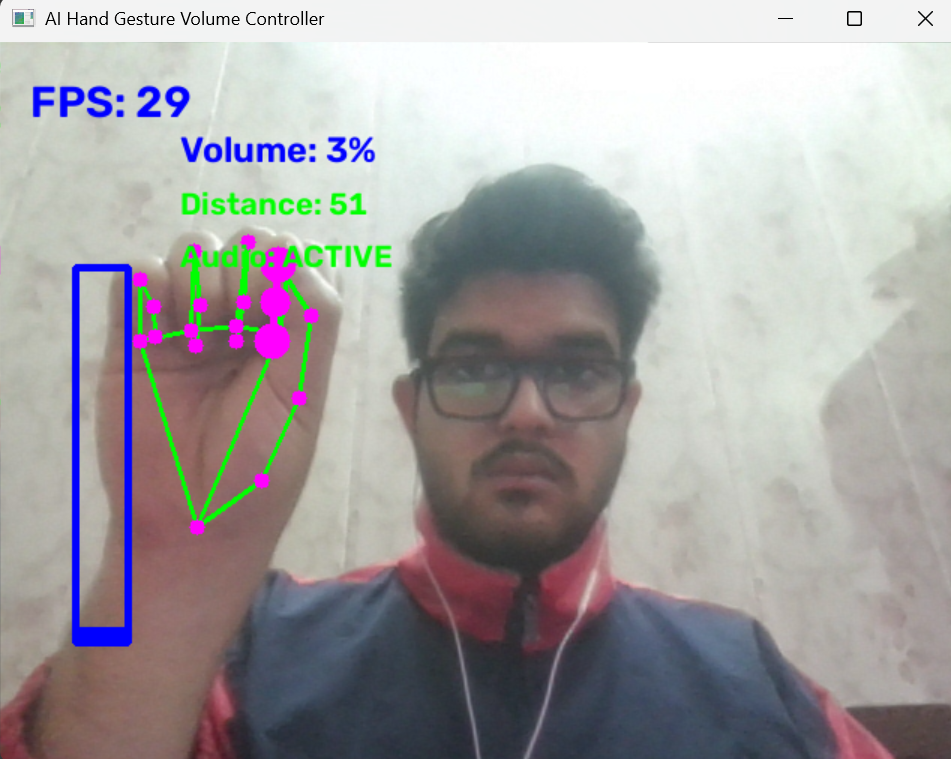 AI Hand Gesture Volume Controller
FPS: 29
Volume: 3%
Distance: 51
Audio: ACTIVE